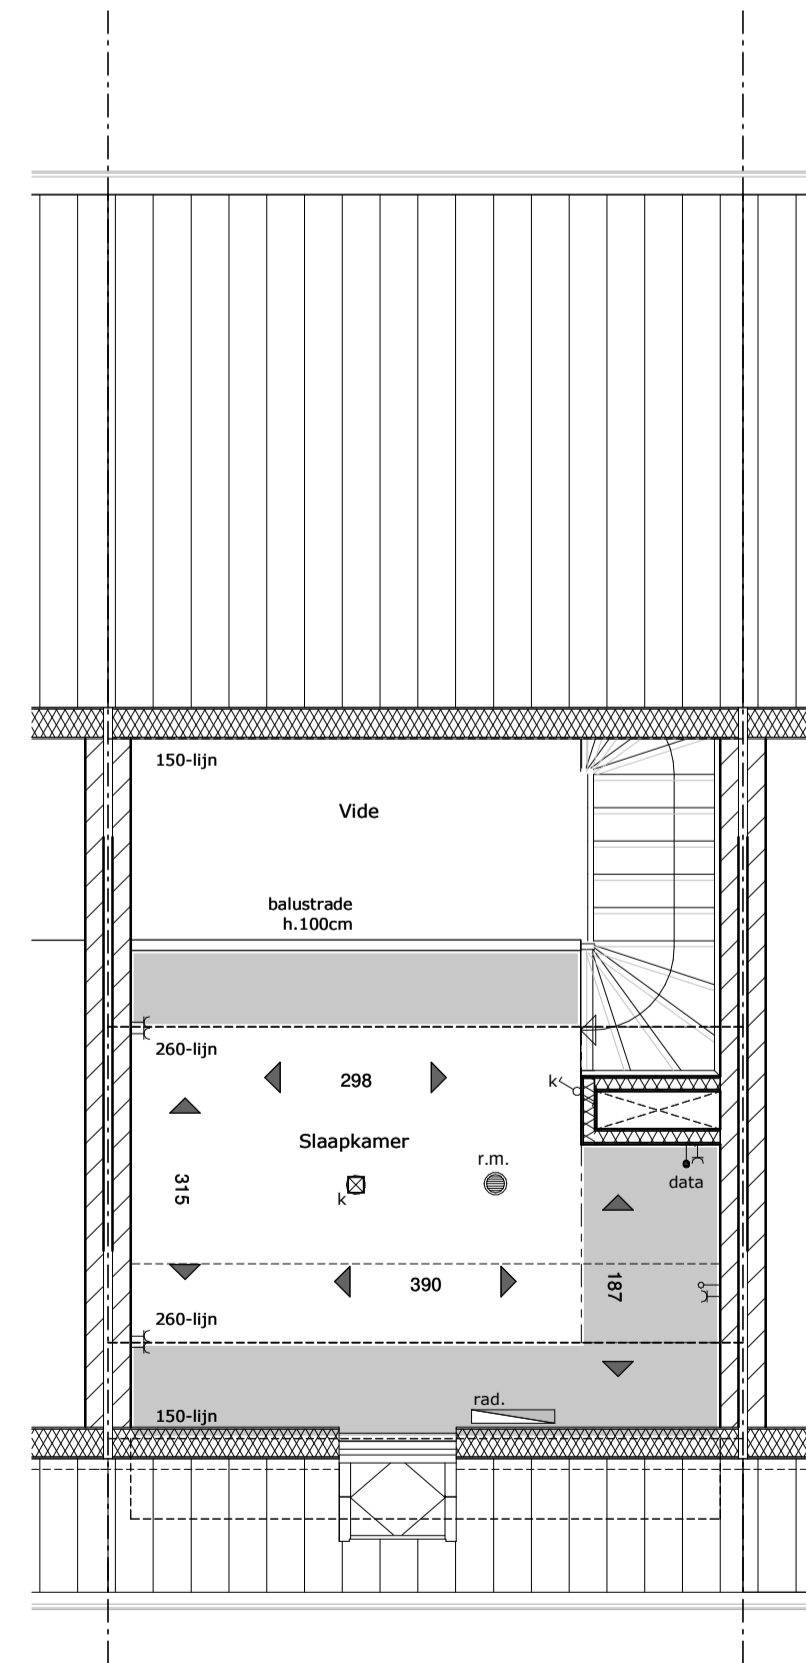 150-lijn
Vide
balustrade
h.100cm
260-lijn
298
k
Slaapkamer
r.m.
315
k
data
187
390
260-lijn
rad.
150-lijn